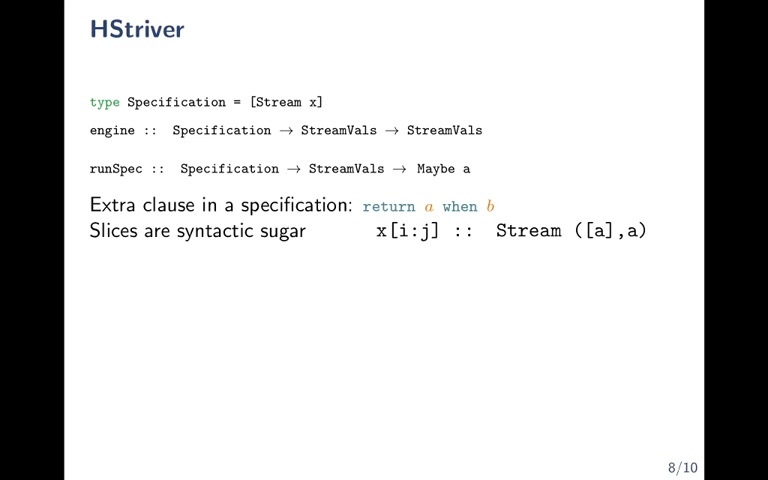 HStriver
type Specification = [Stream x]
engine :: Specification → StreamVals → StreamVals
runSpec :: Specification → StreamVals → Maybe a
Extra clause in a specification: return a when b
Slices are syntactic sugar x[i:j] :: Stream ([a],a)
8/10